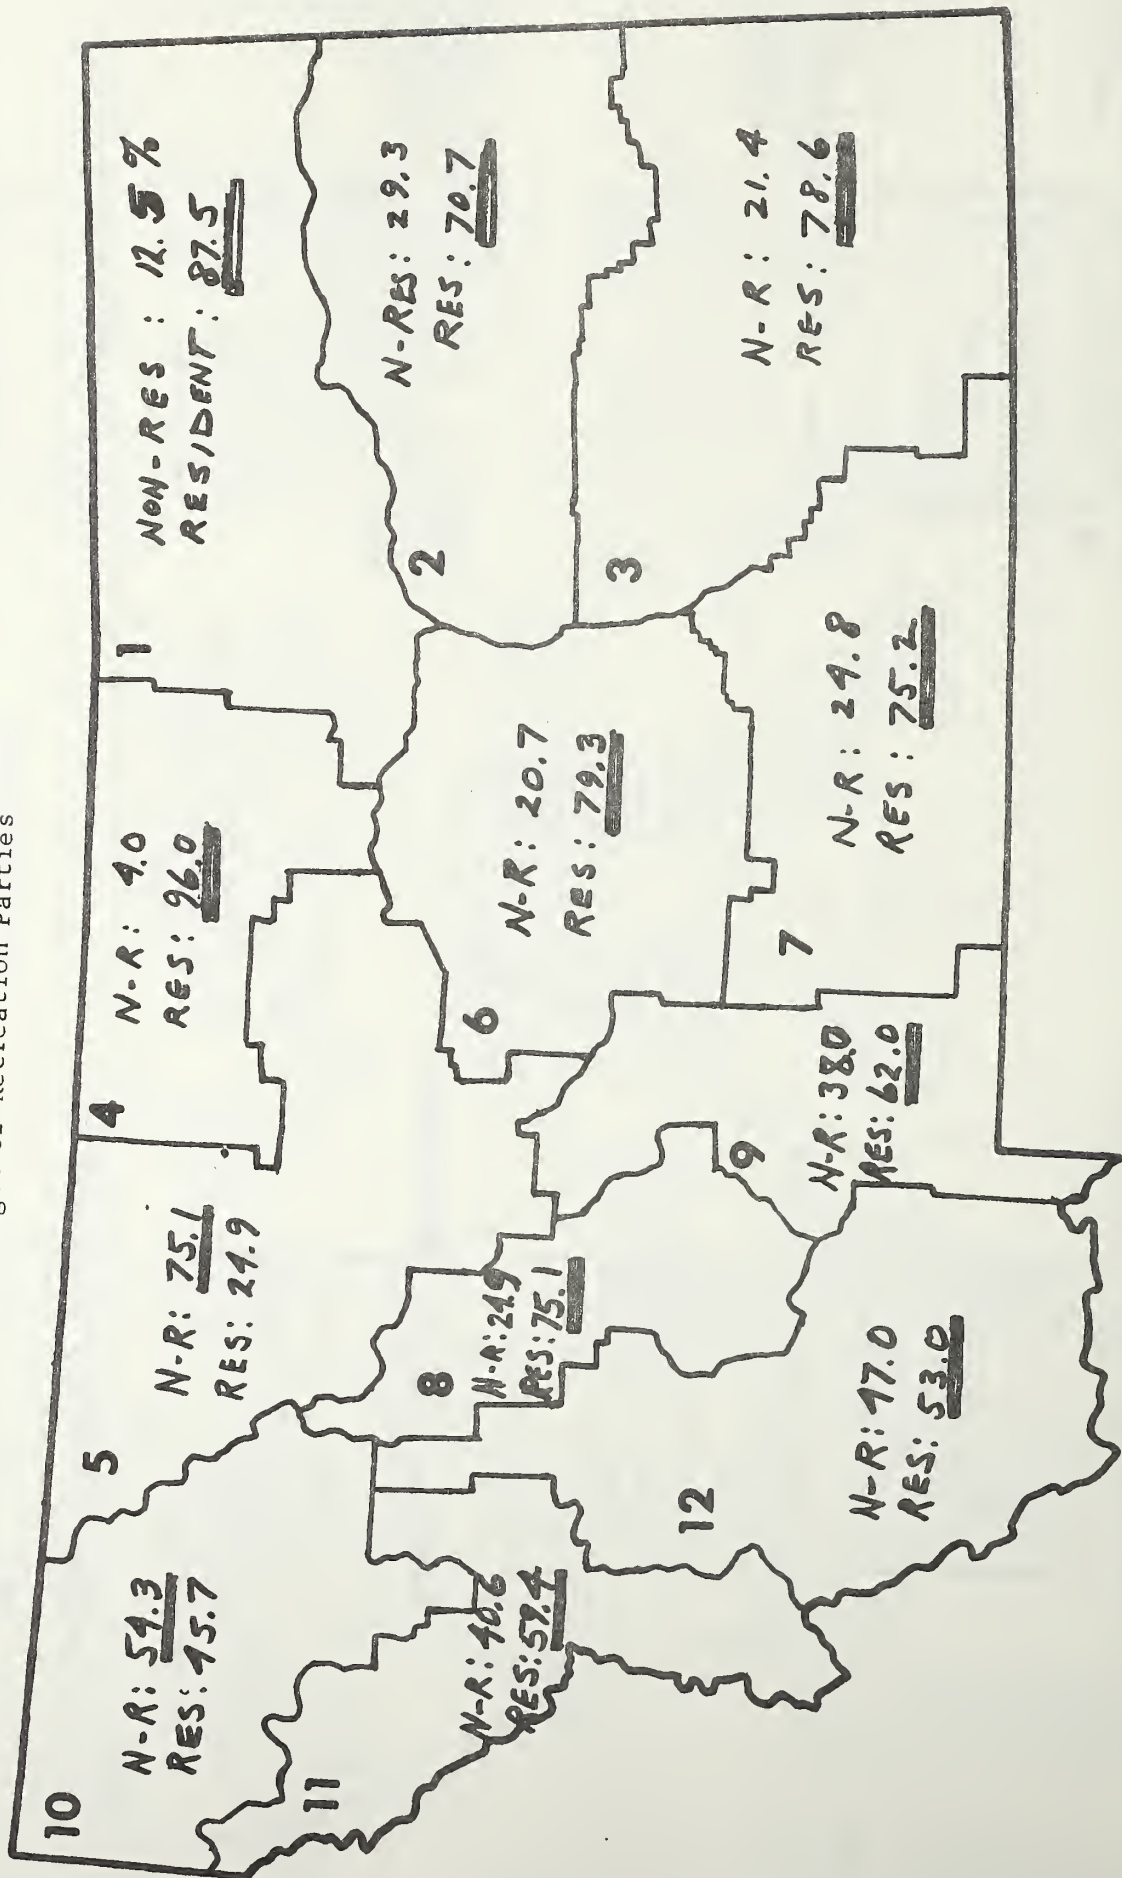 of Recreation Parties
10
N-R: 54.3
RES: 45.7
11
N-R: 40.6
RES: 59.4
5
N-R: 75.1
RES: 24.9
8
N-R: 24.9
RES: 75.1
12
N-R: 47.0
RES: 53.0
4
N-R: 4.0
RES: 96.0
6
N-R: 20.7
RES: 79.3
9
N-R: 38.0
RES: 62.0
7
N-R: 24.8
RES: 75.2
1
NON-RES : 12.5 %
RESIDENT: 87.5
2
N-RES: 29.3
RES: 70.7
3
N-R: 21.4
RES: 78.6